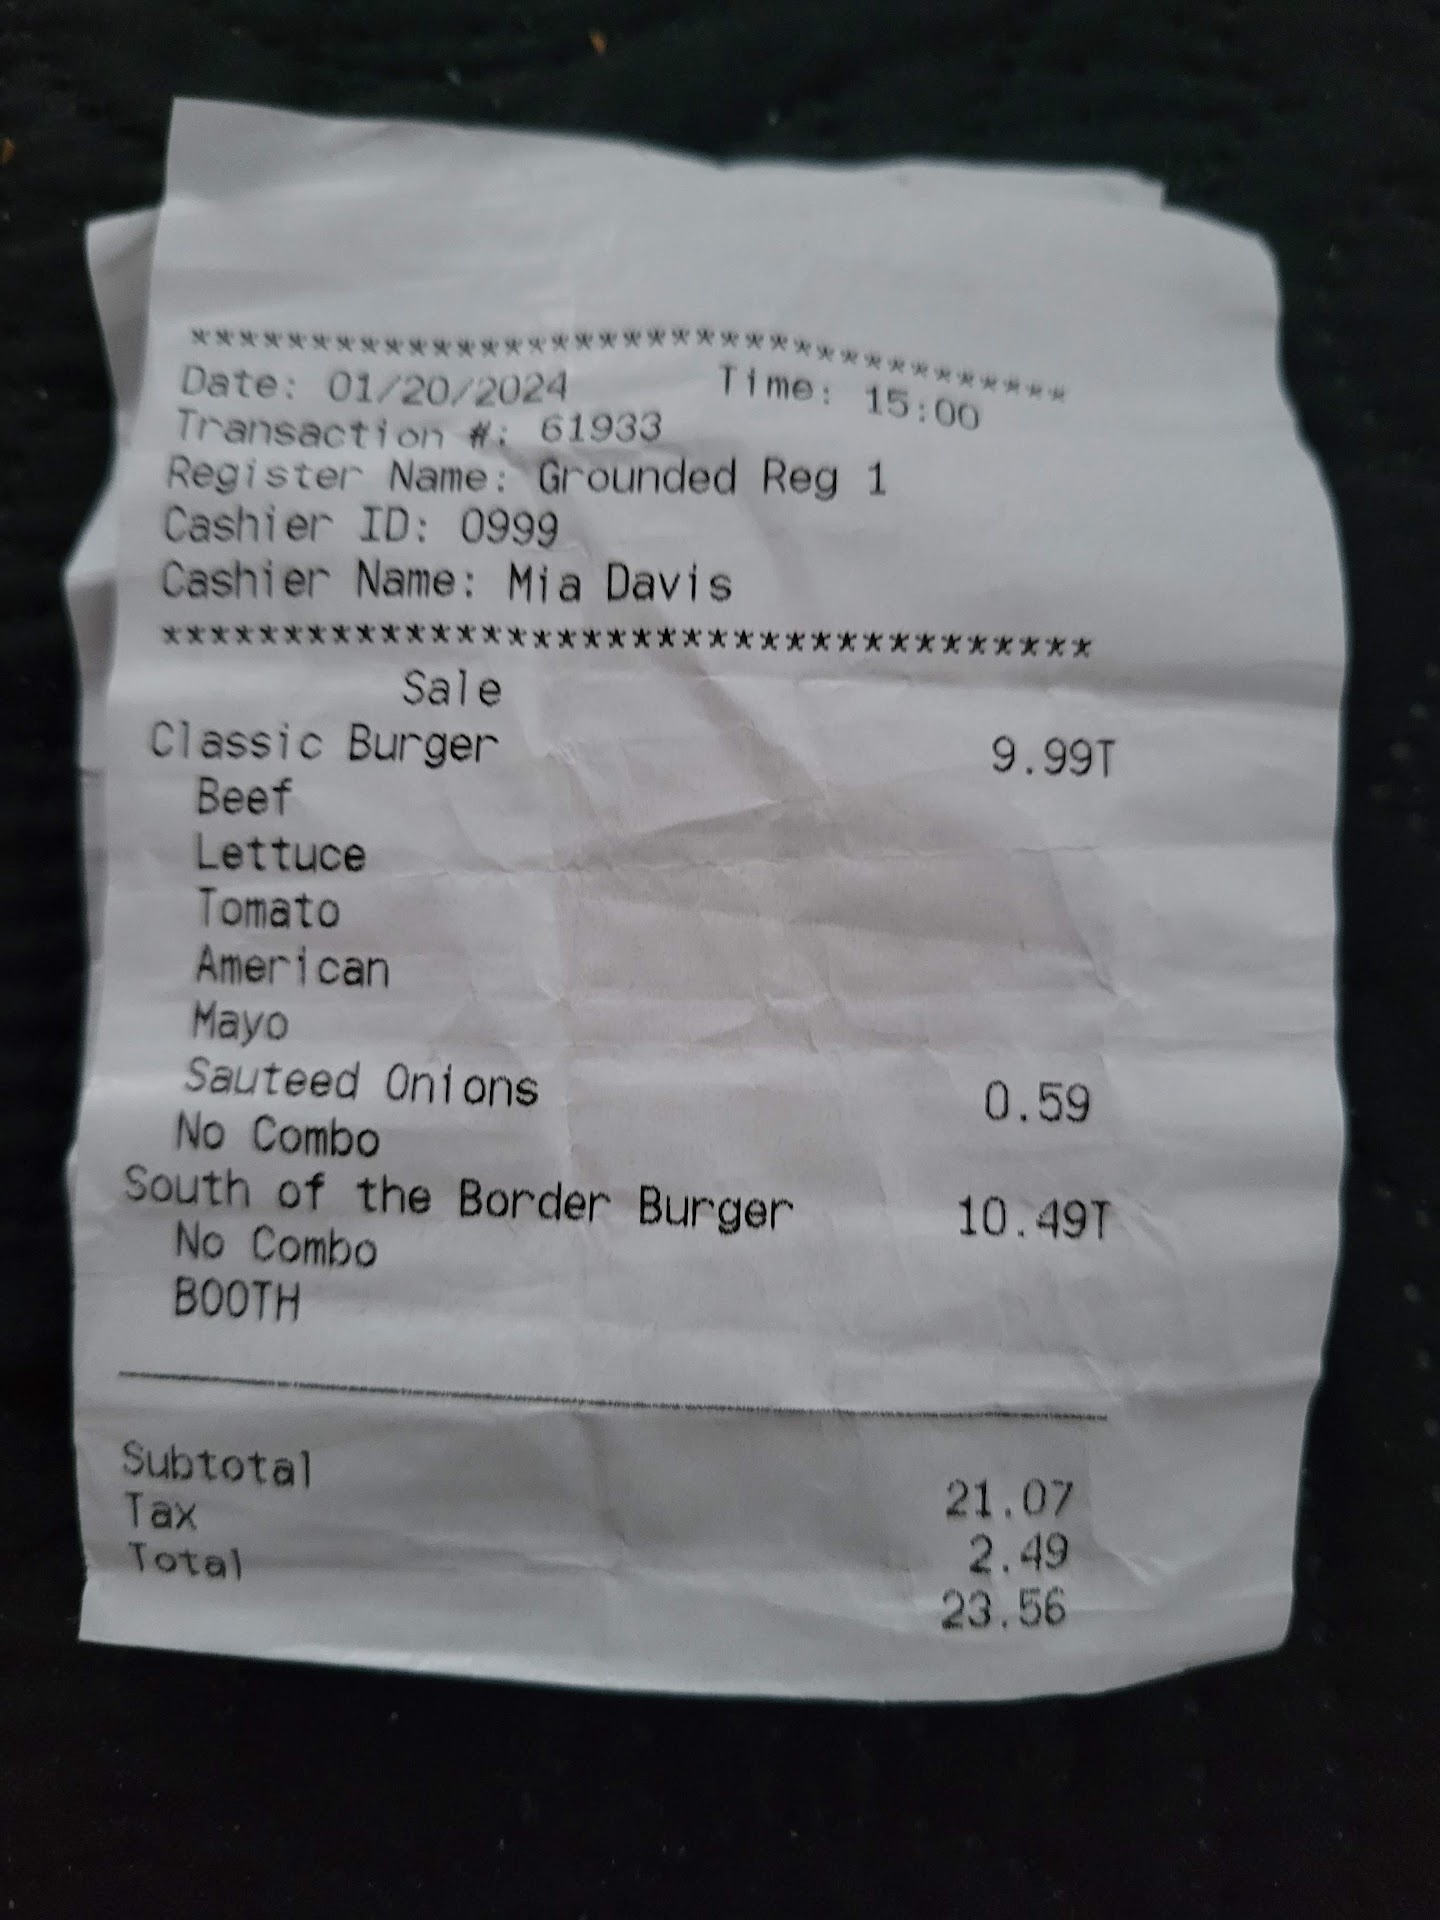 ****************************************
Date: 01/20/2024 Time: 15:00
Transaction #: 61933
Register Name: Grounded Reg 1
Cashier ID: 0999
Cashier Name: Mia Davis
****************************************
Sale
Classic Burger 9.99T
Beef
Lettuce
Tomato
American
Mayo
Sauteed Onions 0.59
No Combo
South of the Border Burger 10.49T
No Combo
BOOTH
Subtotal 21.07
Tax 2.49
Total 23.56